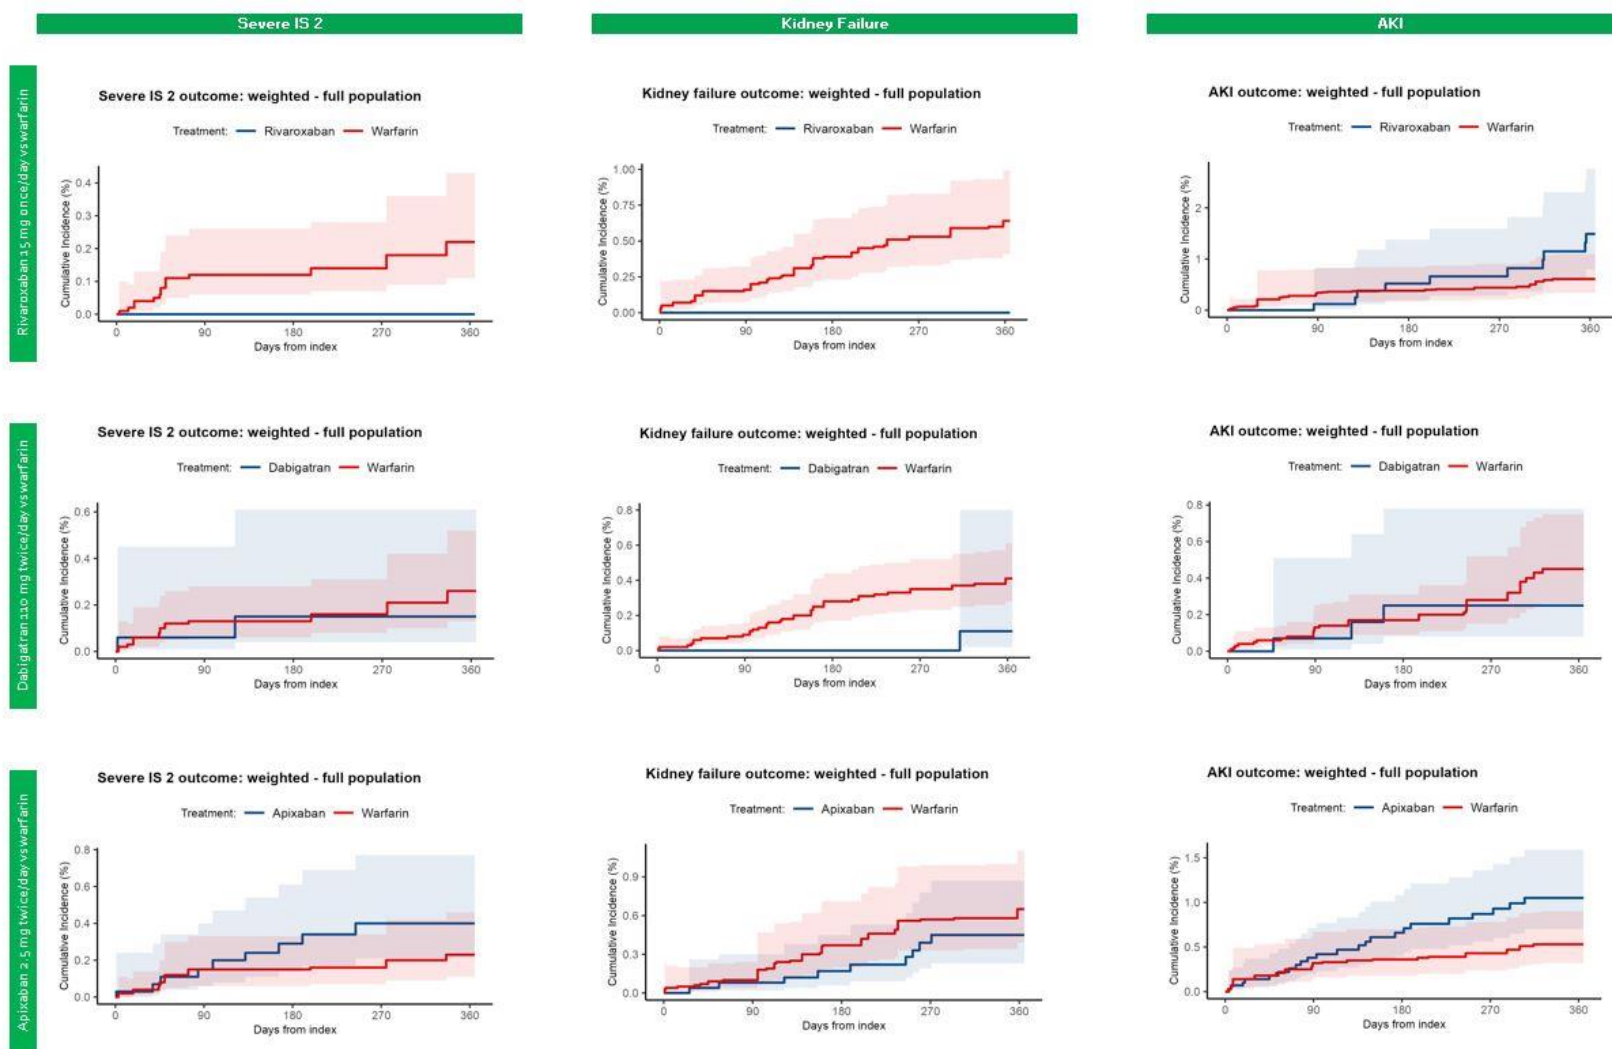 Severe IS 2
Kidney Failure
AKI
Rivaroxaban 15 mg once/day vs warfarin
Severe IS 2 outcome: weighted - full population
Treatment: Rivaroxaban Warfarin
Cumulative Incidence (%)
0.4
0.3
0.2
0.1
0.0
0 90 180 270 360
Days from index
Kidney failure outcome: weighted - full population
Treatment: Rivaroxaban Warfarin
Cumulative Incidence (%)
1.00
0.75
0.50
0.25
0.00
0 90 180 270 360
Days from index
AKI outcome: weighted - full population
Treatment: Rivaroxaban Warfarin
Cumulative Incidence (%)
2
1
0
0 90 180 270 360
Days from index
Dabigatran 110 mg twice/day vs warfarin
Severe IS 2 outcome: weighted - full population
Treatment: Dabigatran Warfarin
Cumulative Incidence (%)
0.6
0.4
0.2
0.0
0 90 180 270 360
Days from index
Kidney failure outcome: weighted - full population
Treatment: Dabigatran Warfarin
Cumulative Incidence (%)
0.8
0.6
0.4
0.2
0.0
0 90 180 270 360
Days from index
AKI outcome: weighted - full population
Treatment: Dabigatran Warfarin
Cumulative Incidence (%)
0.8
0.6
0.4
0.2
0.0
0 90 180 270 360
Days from index
Apixaban 2.5 mg twice/day vs warfarin
Severe IS 2 outcome: weighted - full population
Treatment: Apixaban Warfarin
Cumulative Incidence (%)
0.8
0.6
0.4
0.2
0.0
0 90 180 270 360
Days from index
Kidney failure outcome: weighted - full population
Treatment: Apixaban Warfarin
Cumulative Incidence (%)
0.9
0.6
0.3
0.0
0 90 180 270 360
Days from index
AKI outcome: weighted - full population
Treatment: Apixaban Warfarin
Cumulative Incidence (%)
1.5
1.0
0.5
0.0
0 90 180 270 360
Days from index